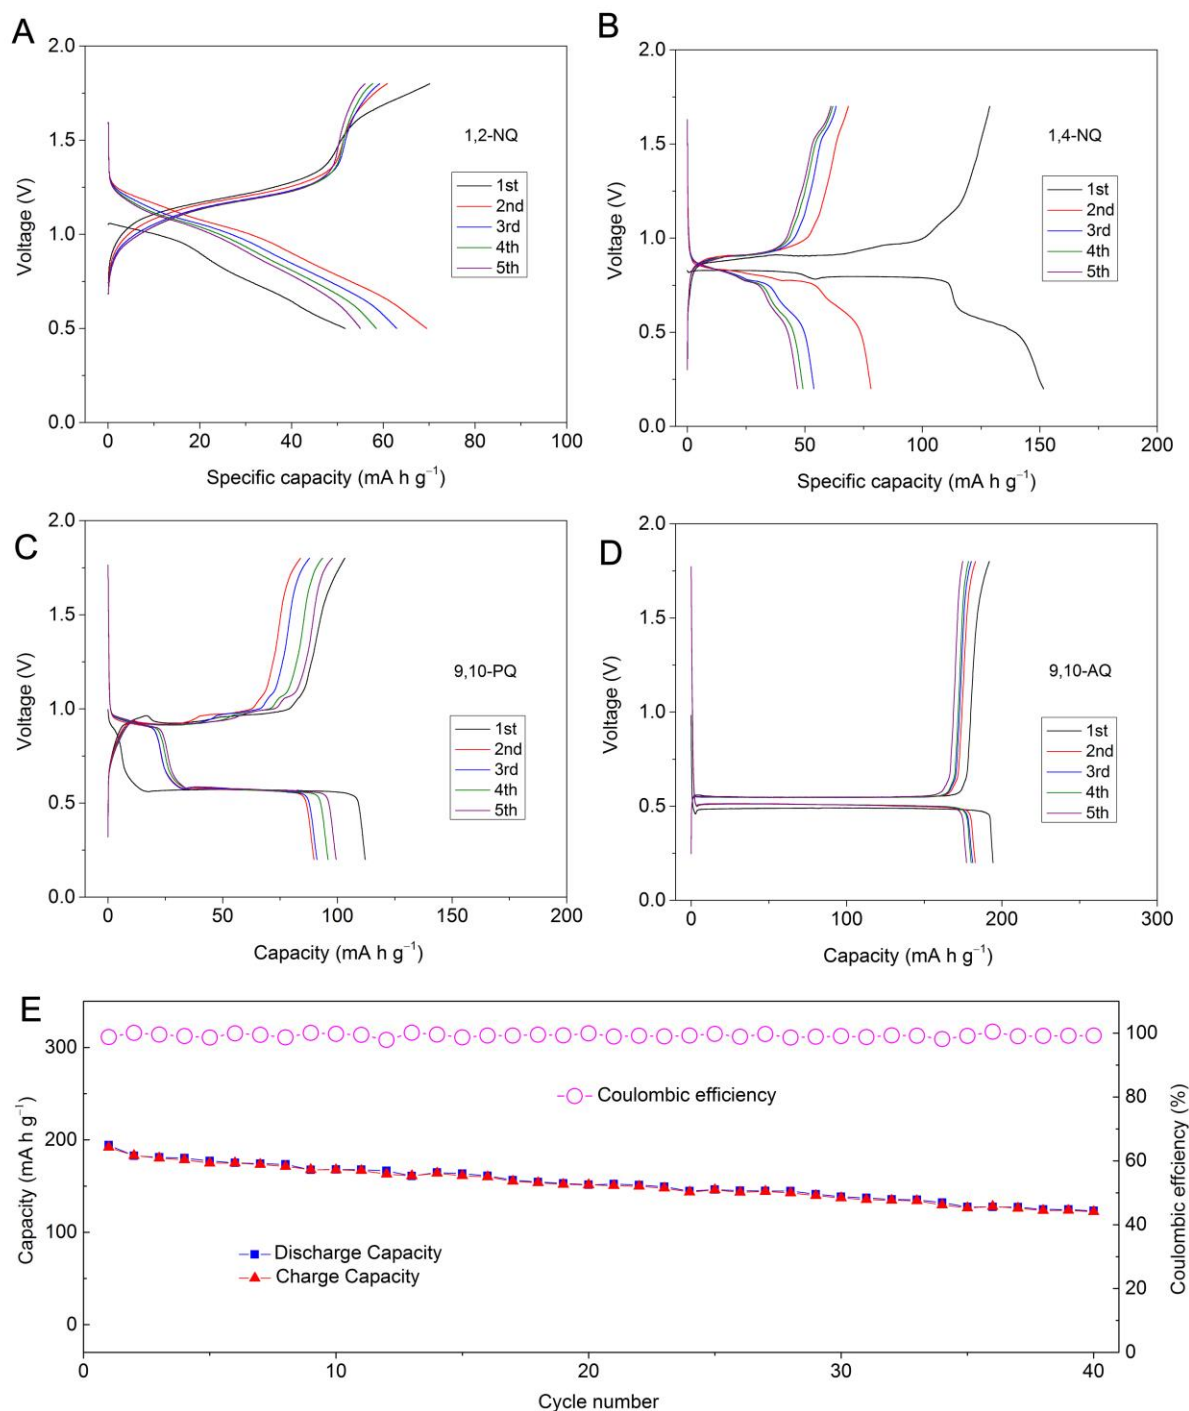 A
2.0
1.5
1.0
0.5
0.0
Voltage (V)
1,2-NQ
1st
2nd
3rd
4th
5th
0 20 40 60 80 100
Specific capacity (mA h g⁻¹)
B
2.0
1.5
1.0
0.5
0.0
Voltage (V)
1,4-NQ
1st
2nd
3rd
4th
5th
0 50 100 150 200
Specific capacity (mA h g⁻¹)
C
2.0
1.5
1.0
0.5
0.0
Voltage (V)
9,10-PQ
1st
2nd
3rd
4th
5th
0 50 100 150 200
Capacity (mA h g⁻¹)
D
2.0
1.5
1.0
0.5
0.0
Voltage (V)
9,10-AQ
1st
2nd
3rd
4th
5th
0 100 200 300
Capacity (mA h g⁻¹)
E
300
200
100
0
Capacity (mA h g⁻¹)
Coulombic efficiency
Discharge Capacity
Charge Capacity
100
80
60
40
20
0
Coulombic efficiency (%)
0 10 20 30 40
Cycle number